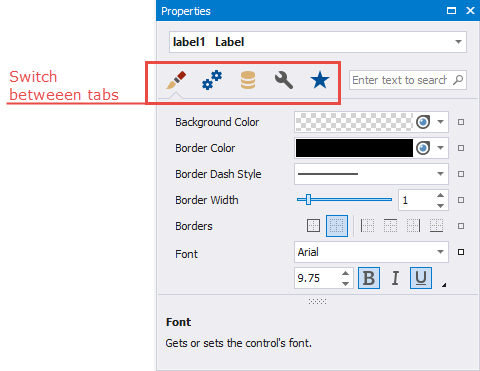 Properties
label1 Label
Switch
betweeen tabs
Enter text to search
Background Color
Border Color
Border Dash Style
Border Width
1
Borders
Font
Arial
9.75
B I U
Font
Gets or sets the control's font.